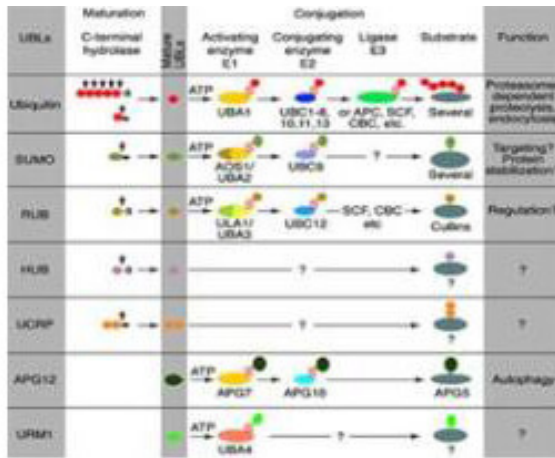 Maturation Conjugation
UBLs C-terminal hydrolase Mature UBLs Activating enzyme E1 Conjugating enzyme E2 Ligase E3 Substrate Function
Ubiquitin ATP UBA1 UBC1-8, 10,11,13 or APC, SCF, CBC, etc. Several Proteasome dependent proteolysis, endocytosis
SUMO ATP AOS1/ UBA2 ? Several Targeting? Protein stabilization
RUB ATP ULA1/ UBA3 UBC12 SCF, CBC etc Cullins Regulation?
HUB ? ? ?
UCRP ? ? ?
APG12 ATP APG7 APG10 APG5 Autophagy
URM1 ATP UBA4 ? ? ?